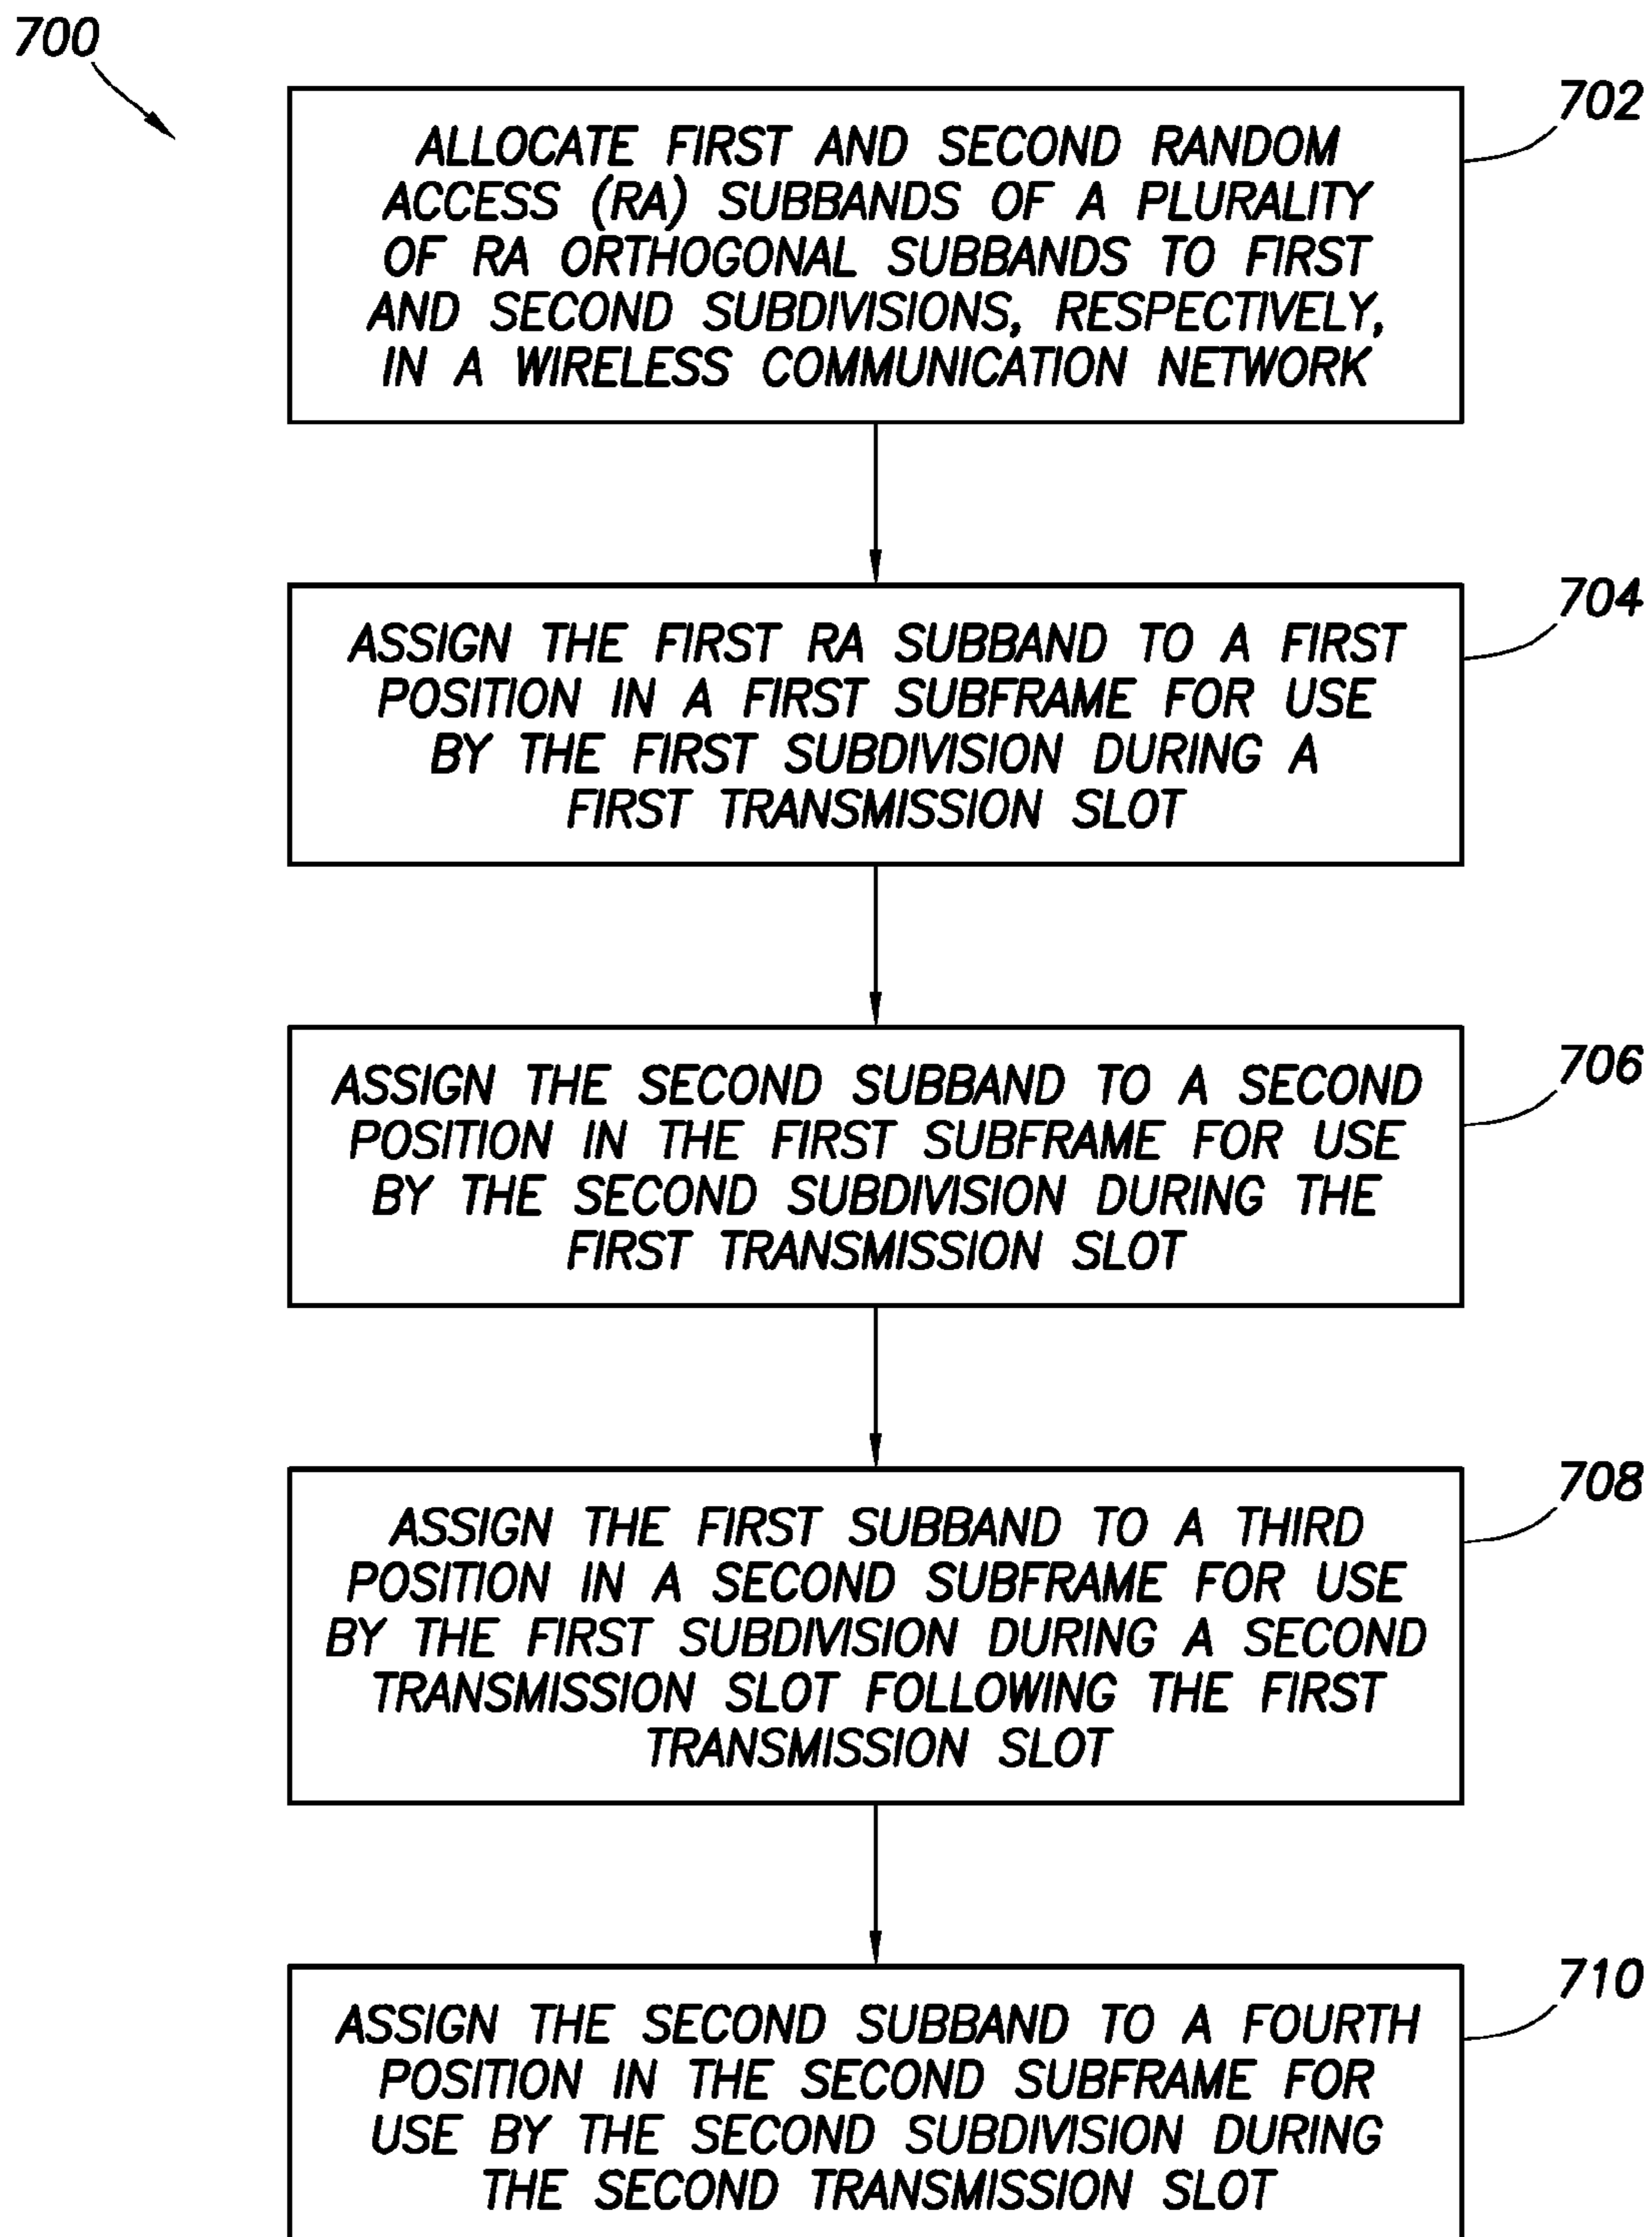 700
702
ALLOCATE FIRST AND SECOND RANDOM
ACCESS (RA) SUBBANDS OF A PLURALITY
OF RA ORTHOGONAL SUBBANDS TO FIRST
AND SECOND SUBDIVISIONS, RESPECTIVELY,
IN A WIRELESS COMMUNICATION NETWORK
704
ASSIGN THE FIRST RA SUBBAND TO A FIRST
POSITION IN A FIRST SUBFRAME FOR USE
BY THE FIRST SUBDIVISION DURING A
FIRST TRANSMISSION SLOT
706
ASSIGN THE SECOND SUBBAND TO A SECOND
POSITION IN THE FIRST SUBFRAME FOR USE
BY THE SECOND SUBDIVISION DURING THE
FIRST TRANSMISSION SLOT
708
ASSIGN THE FIRST SUBBAND TO A THIRD
POSITION IN A SECOND SUBFRAME FOR USE
BY THE FIRST SUBDIVISION DURING A SECOND
TRANSMISSION SLOT FOLLOWING THE FIRST
TRANSMISSION SLOT
710
ASSIGN THE SECOND SUBBAND TO A FOURTH
POSITION IN THE SECOND SUBFRAME FOR
USE BY THE SECOND SUBDIVISION DURING
THE SECOND TRANSMISSION SLOT